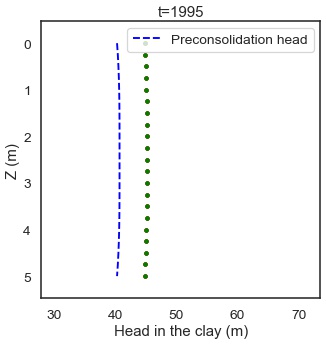 t=1995
Preconsolidation head
0
1
2
3
4
5
Z (m)
30 40 50 60 70
Head in the clay (m)